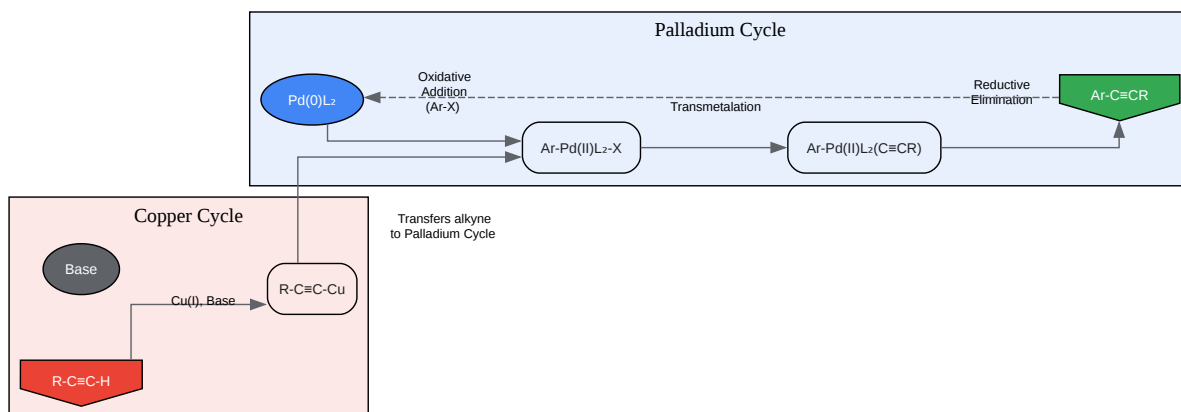 Palladium Cycle
Oxidative
Addition
(Ar-X)
Pd(0)L₂
Transmetalation
Reductive
Elimination
Ar-C≡CR
Ar-Pd(II)L₂-X
Ar-Pd(II)L₂(C≡CR)
Copper Cycle
Transfers alkyne
to Palladium Cycle
Base
R-C≡C-Cu
Cu(I), Base
R-C≡C-H